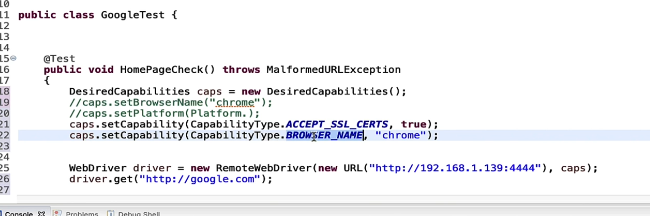 10
11 public class GoogleTest {
12
13
14
15 @Test
16 public void HomePageCheck() throws MalformedURLException
17 {
18 DesiredCapabilities caps = new DesiredCapabilities();
19 //caps.setBrowserName("chrome");
20 //caps.setPlatform(Platform.);
21 caps.setCapability(CapabilityType.ACCEPT_SSL_CERTS, true);
22 caps.setCapability(CapabilityType.BROWSER_NAME, "chrome");
23
24
25 WebDriver driver = new RemoteWebDriver(new URL("http://192.168.1.139:4444"), caps);
26 driver.get("http://google.com");
27
Console Problems Debug Shell